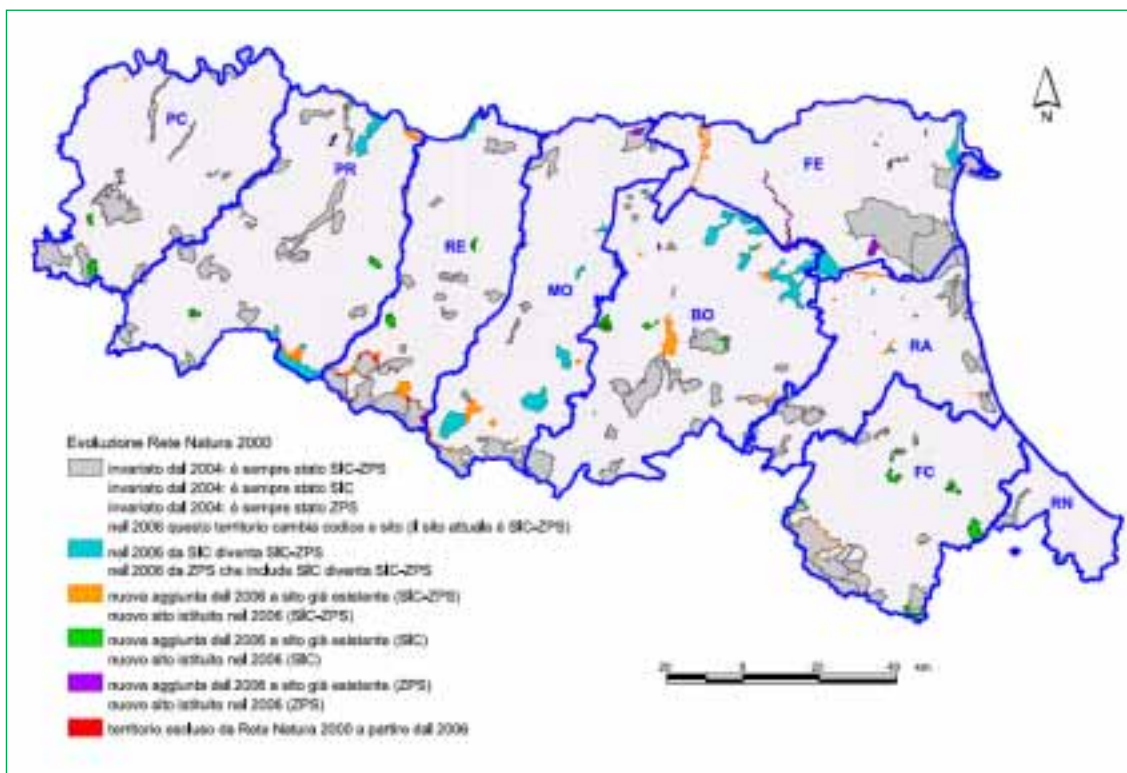 N
PC
PR
RE
MO
FE
BO
RA
FC
RN
Evoluzione Rete Natura 2000
invariato dal 2004: è sempre stato SIC-ZPS
invariato dal 2004: è sempre stato SIC
invariato dal 2004: è sempre stato ZPS
nel 2006 questo territorio cambia codice e sito (il sito attuale è SIC-ZPS)
nel 2006 da SIC diventa SIC-ZPS
nel 2006 da ZPS che include SIC diventa SIC-ZPS
nuova aggiunta del 2006 a sito già esistente (SIC-ZPS)
nuovo sito istituito nel 2006 (SIC-ZPS)
nuova aggiunta del 2006 a sito già esistente (SIC)
nuovo sito istituito nel 2006 (SIC)
nuova aggiunta del 2006 a sito già esistente (ZPS)
nuovo sito istituito nel 2006 (ZPS)
territorio escluso da Rete Natura 2000 a partire dal 2006
20 0 20 40 km